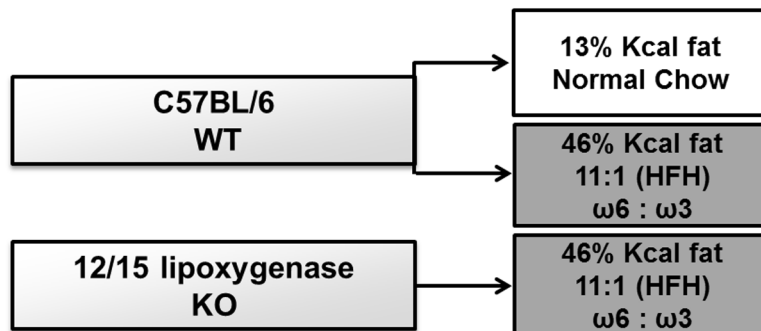 C57BL/6
WT
13% Kcal fat
Normal Chow
46% Kcal fat
11:1 (HFH)
ω6 : ω3
12/15 lipoxygenase
KO
46% Kcal fat
11:1 (HFH)
ω6 : ω3